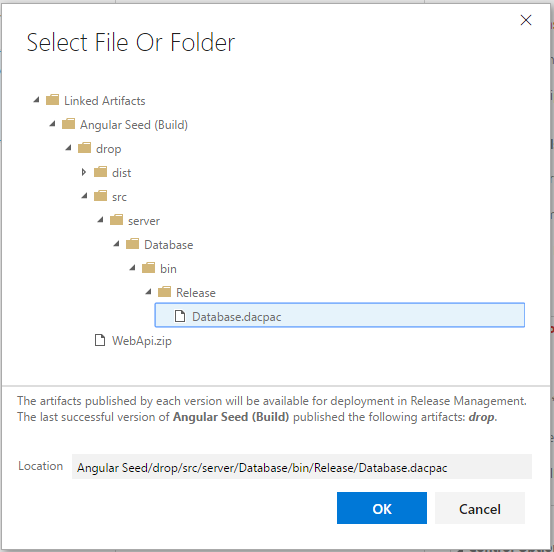 Select File Or Folder
Linked Artifacts
Angular Seed (Build)
drop
dist
src
server
Database
bin
Release
Database.dacpac
WebApi.zip
The artifacts published by each version will be available for deployment in Release Management.
The last successful version of Angular Seed (Build) published the following artifacts: drop.
Location
Angular Seed/drop/src/server/Database/bin/Release/Database.dacpac
OK
Cancel